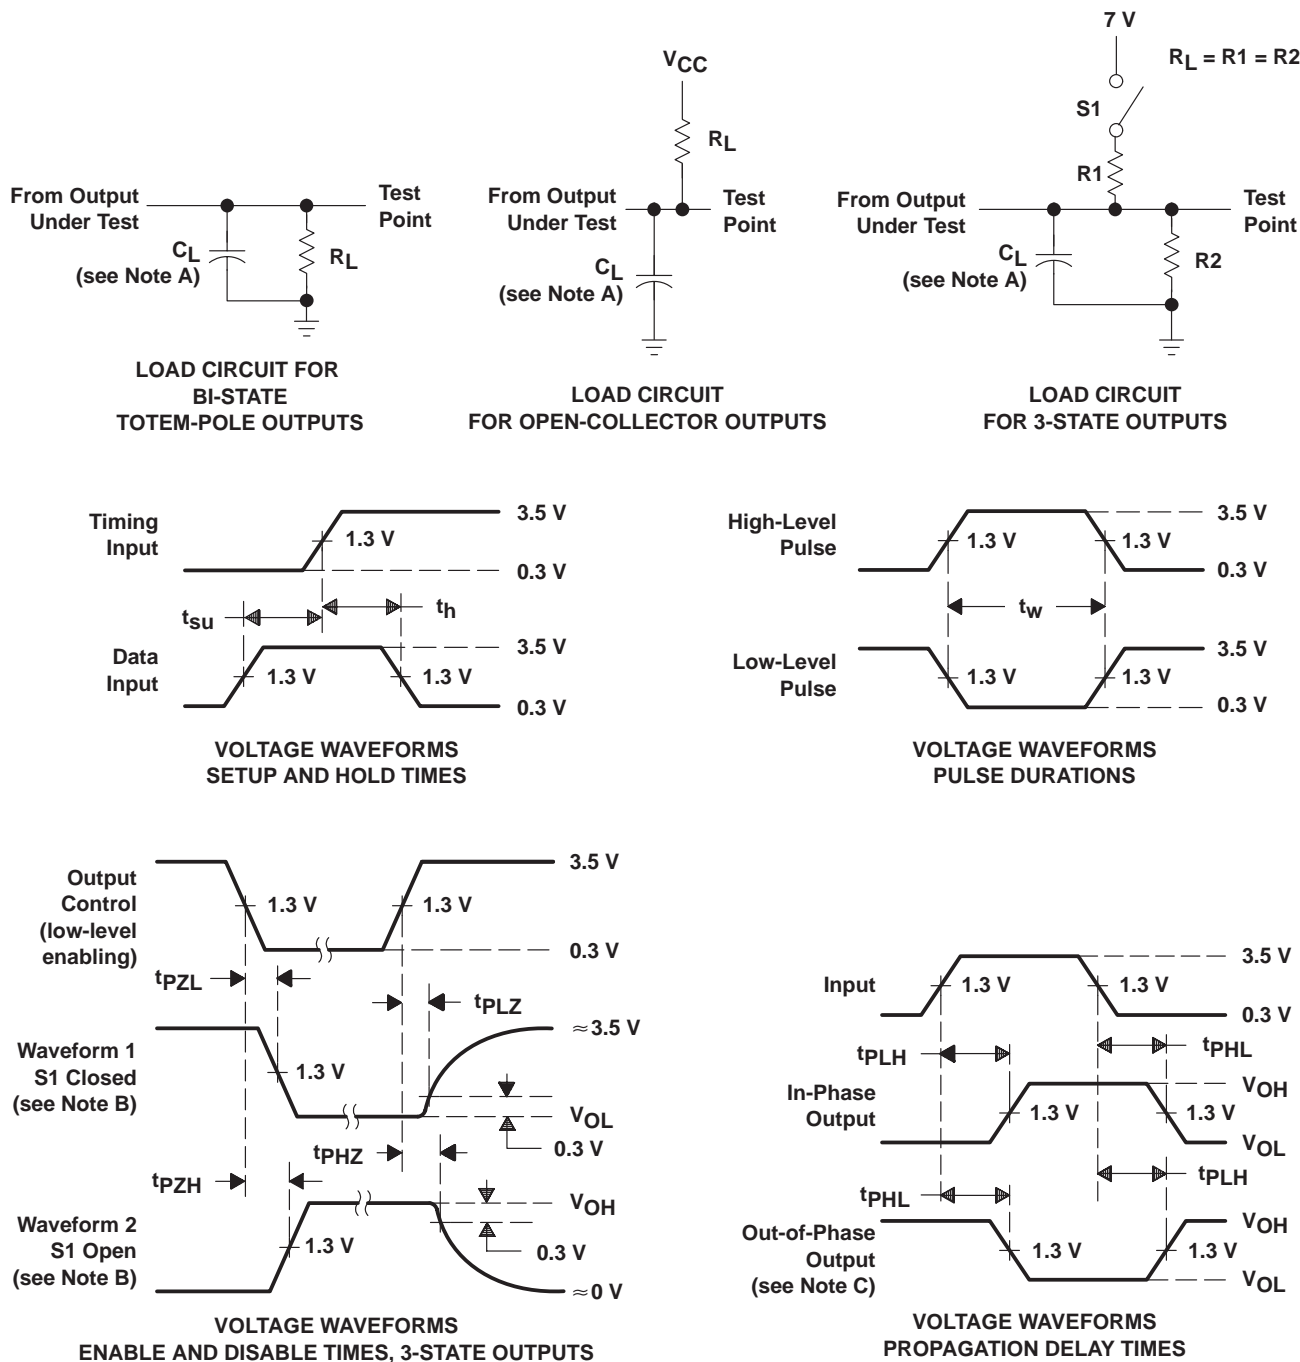 From Output
Under Test
Test
Point
CL
(see Note A)
RL
LOAD CIRCUIT FOR
BI-STATE
TOTEM-POLE OUTPUTS
VCC
RL
From Output
Under Test
Test
Point
CL
(see Note A)
LOAD CIRCUIT
FOR OPEN-COLLECTOR OUTPUTS
7 V
RL = R1 = R2
S1
R1
From Output
Under Test
Test
Point
CL
(see Note A)
R2
LOAD CIRCUIT
FOR 3-STATE OUTPUTS
Timing
Input
3.5 V
1.3 V
0.3 V
tsu
th
Data
Input
3.5 V
1.3 V
1.3 V
0.3 V
VOLTAGE WAVEFORMS
SETUP AND HOLD TIMES
High-Level
Pulse
3.5 V
1.3 V
1.3 V
0.3 V
tw
Low-Level
Pulse
3.5 V
1.3 V
1.3 V
0.3 V
VOLTAGE WAVEFORMS
PULSE DURATIONS
Output
Control
(low-level
enabling)
3.5 V
1.3 V
1.3 V
0.3 V
tPZL
tPLZ
Waveform 1
S1 Closed
(see Note B)
≈3.5 V
1.3 V
VOL
0.3 V
tPHZ
tPZH
Waveform 2
S1 Open
(see Note B)
VOH
1.3 V
0.3 V
≈0 V
VOLTAGE WAVEFORMS
ENABLE AND DISABLE TIMES, 3-STATE OUTPUTS
Input
3.5 V
1.3 V
1.3 V
0.3 V
tPLH
tPHL
In-Phase
Output
VOH
1.3 V
1.3 V
VOL
tPHL
tPLH
Out-of-Phase
Output
(see Note C)
VOH
1.3 V
1.3 V
VOL
VOLTAGE WAVEFORMS
PROPAGATION DELAY TIMES